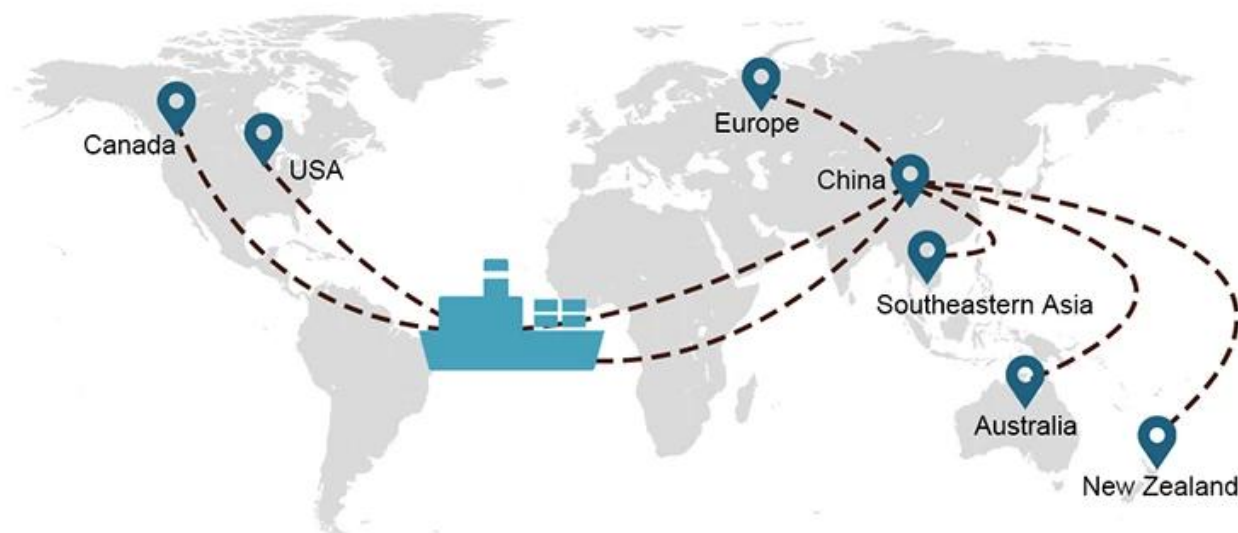 Canada
USA
Europe
China
Southeastern Asia
Australia
New Zealand